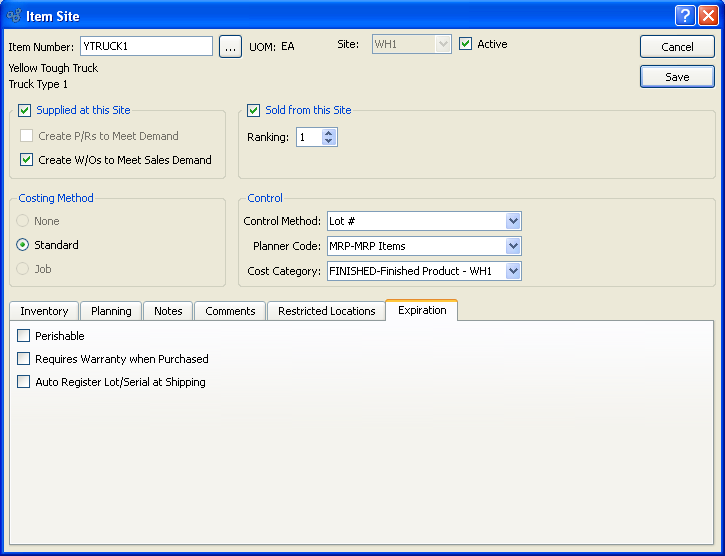 Item Site
Item Number: YTRUCK1 ... UOM: EA Site: WH1 Active Cancel
Yellow Tough Truck
Truck Type 1
Save
Supplied at this Site
Create P/Rs to Meet Demand
Create W/Os to Meet Sales Demand
Sold from this Site
Ranking: 1
Costing Method
None
Standard
Job
Control
Control Method: Lot #
Planner Code: MRP-MRP Items
Cost Category: FINISHED-Finished Product - WH1
Inventory Planning Notes Comments Restricted Locations Expiration
Perishable
Requires Warranty when Purchased
Auto Register Lot/Serial at Shipping